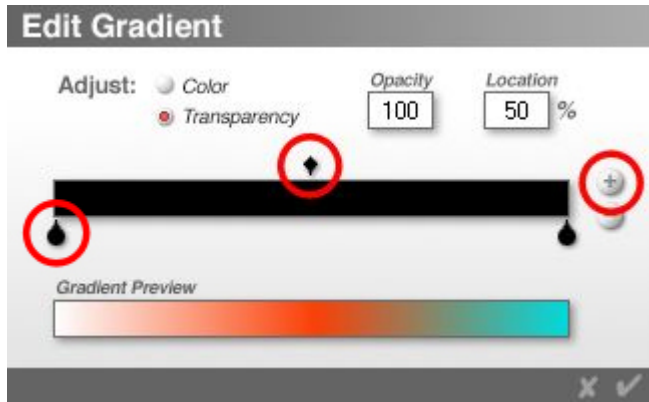 Edit Gradient
Adjust: Color Opacity Location
Transparency 100 50 %
+
Gradient Preview